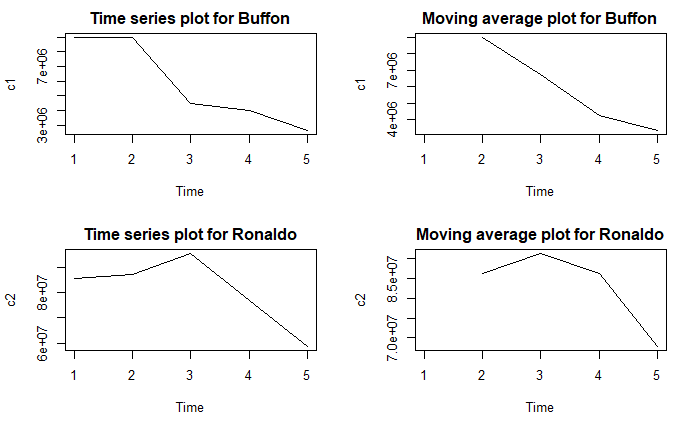 Time series plot for Buffon
c1
7e+06
3e+06
1 2 3 4 5
Time
Moving average plot for Buffon
c1
7e+06
4e+06
1 2 3 4 5
Time
Time series plot for Ronaldo
c2
8e+07
6e+07
1 2 3 4 5
Time
Moving average plot for Ronaldo
c2
8.5e+07
7.0e+07
1 2 3 4 5
Time